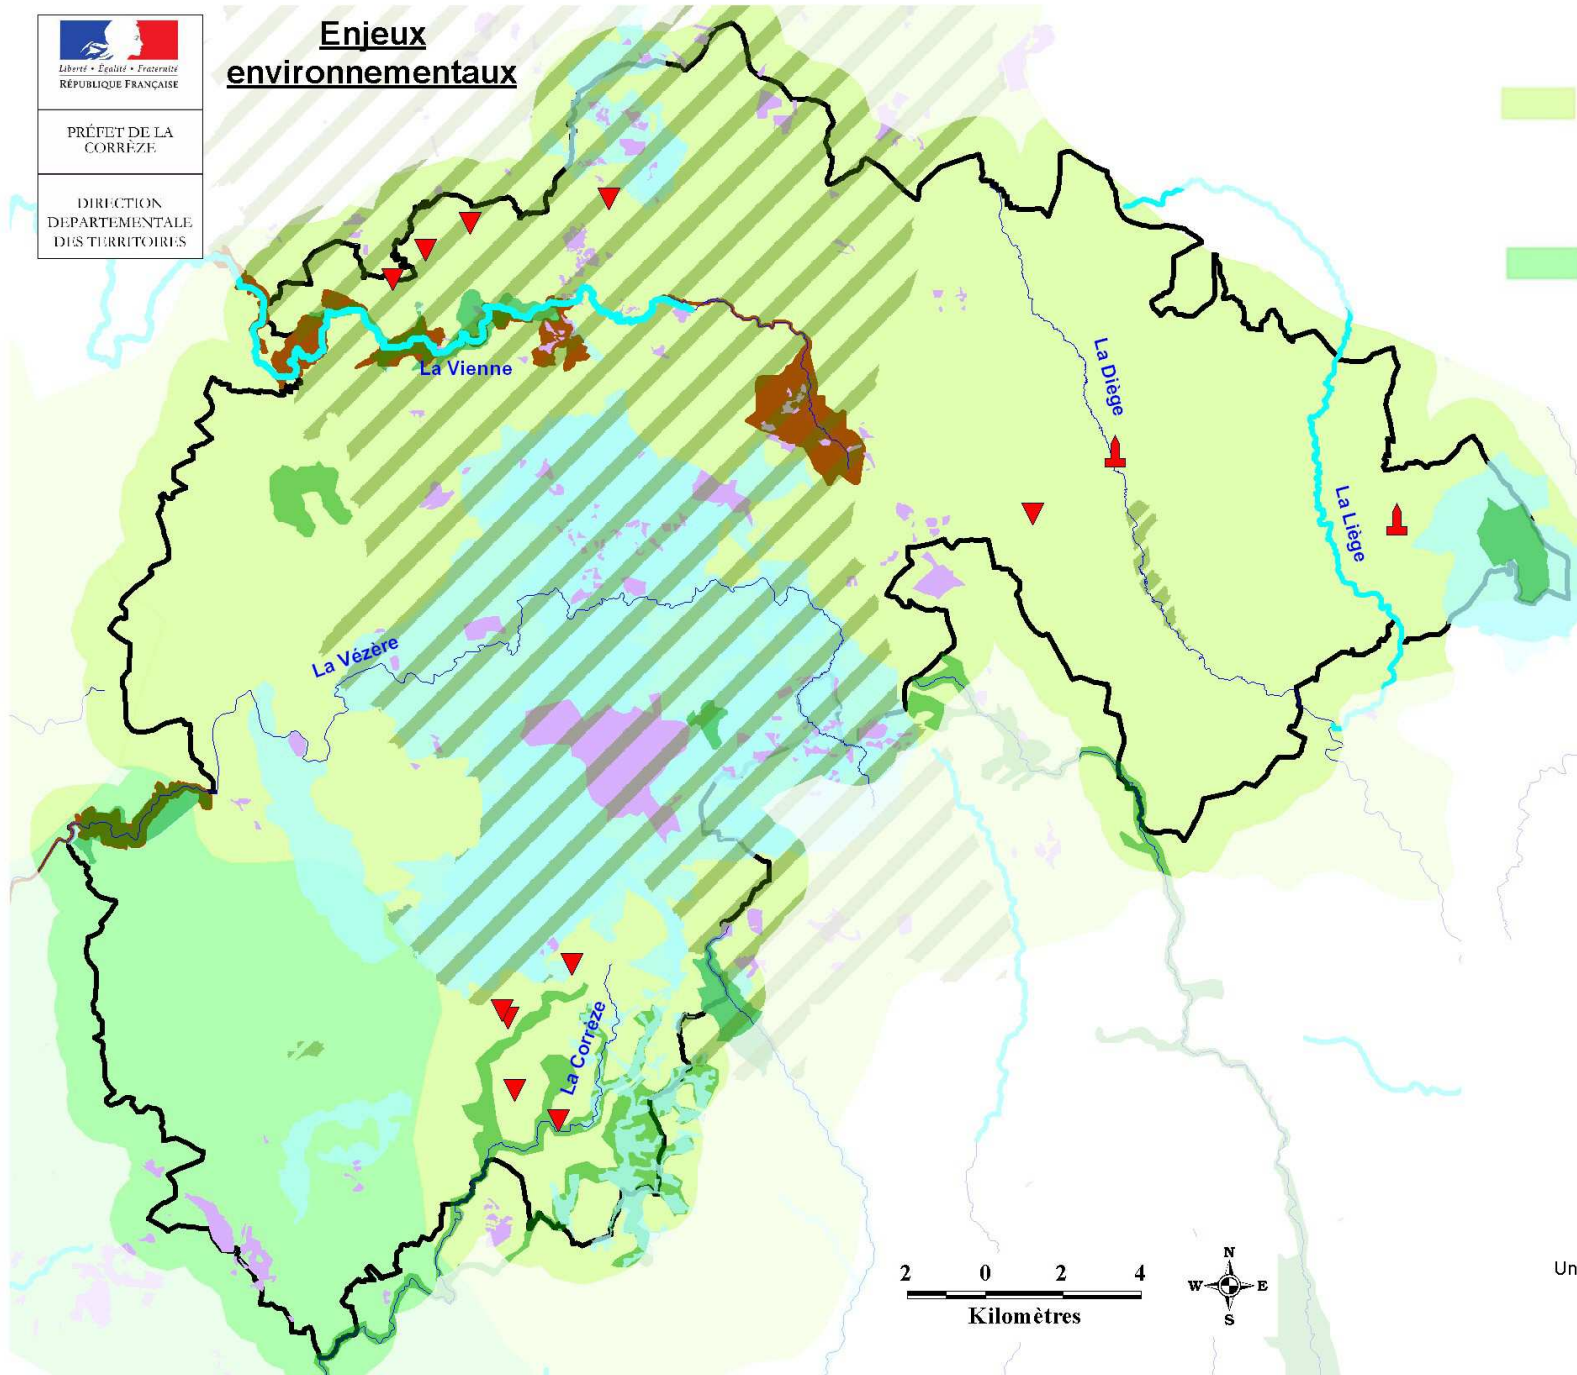 Enjeux
environnementaux
Liberté • Égalité • Fraternité
RÉPUBLIQUE FRANÇAISE
PRÉFET DE LA
CORRÈZE
DIRECTION
DEPARTEMENTALE
DES TERRITOIRES
La Vienne
La Diège
La Liège
La Vézère
La Corrèze
2 0 2 4
Kilomètres
N
W E
S
Un